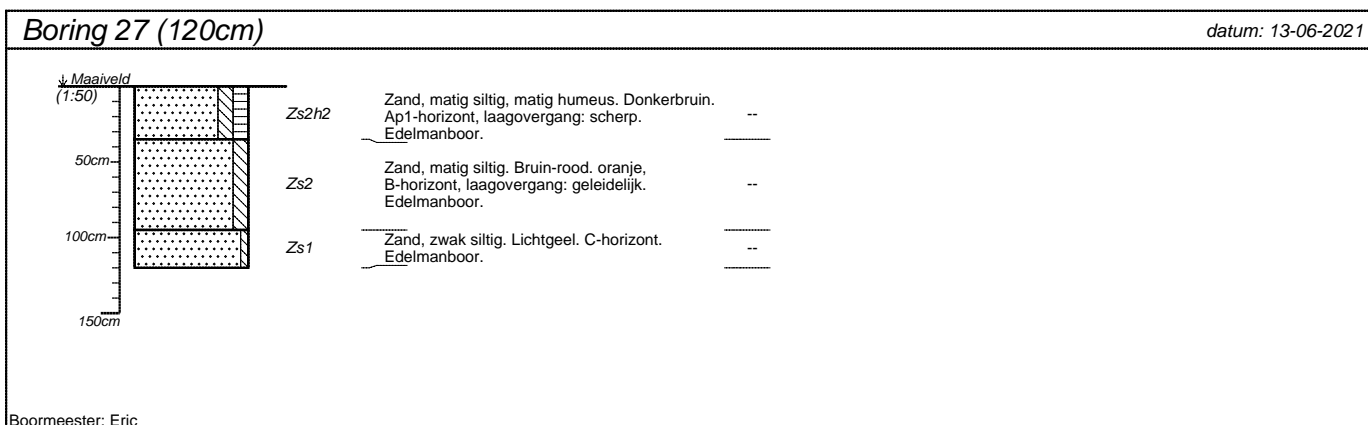 Boring 27 (120cm)
datum: 13-06-2021
Maaiveld
(1:50)
Zs2h2
Zand, matig siltig, matig humeus. Donkerbruin.
Ap1-horizont, laagovergang: scherp.
Edelmanboor.
--
50cm
Zs2
Zand, matig siltig. Bruin-rood. oranje,
B-horizont, laagovergang: geleidelijk.
Edelmanboor.
--
100cm
Zs1
Zand, zwak siltig. Lichtgeel. C-horizont.
Edelmanboor.
--
150cm
Boormeester: Eric